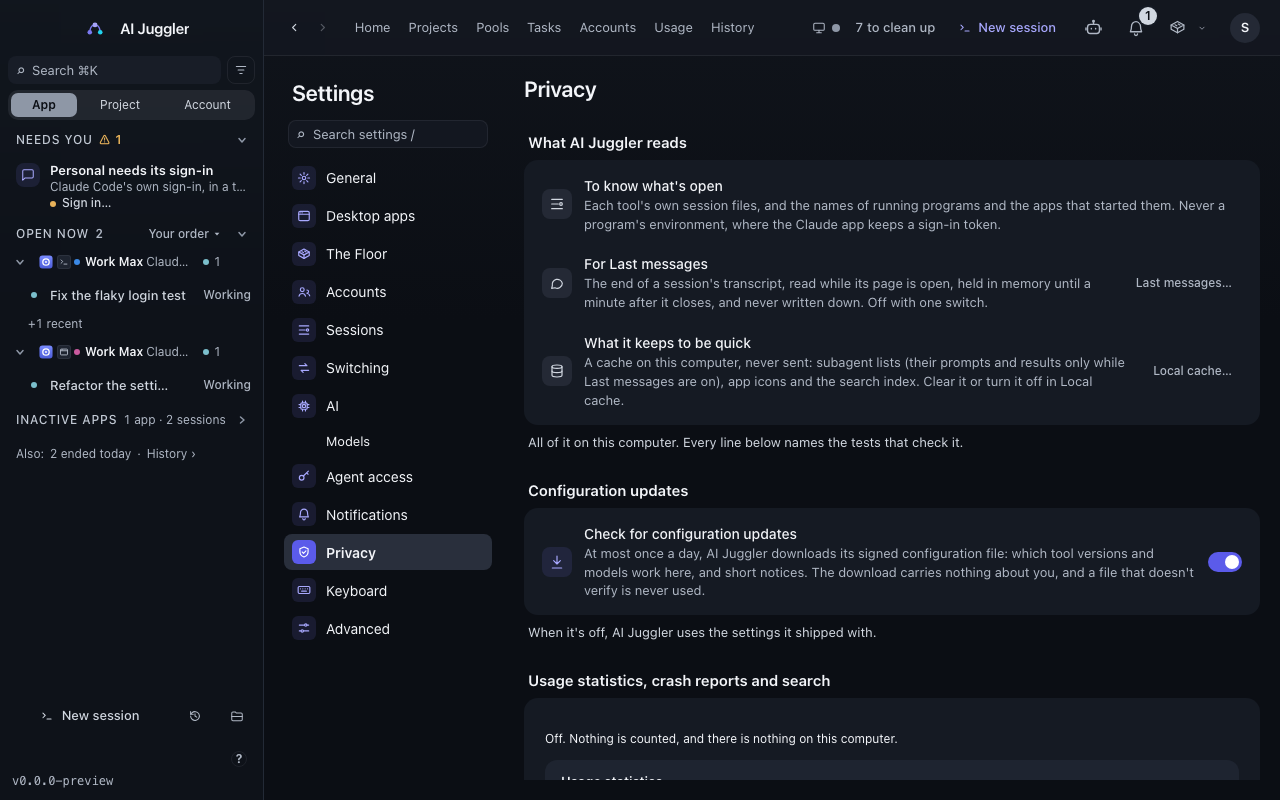 AI Juggler
Search ⌘K
App Project Account
NEEDS YOU 1
Personal needs its sign-in
Claude Code's own sign-in, in a t...
Sign in...
OPEN NOW 2 Your order
Work Max Claud... 1
Fix the flaky login test Working
+1 recent
Work Max Claud... 1
Refactor the setti... Working
INACTIVE APPS 1 app · 2 sessions
Also: 2 ended today · History ›
New session
?
v0.0.0-preview
Home Projects Pools Tasks Accounts Usage History
7 to clean up
New session
1
S
Settings
Search settings /
General
Desktop apps
The Floor
Accounts
Sessions
Switching
AI
Models
Agent access
Notifications
Privacy
Keyboard
Advanced
Privacy
What AI Juggler reads
To know what's open
Each tool's own session files, and the names of running programs and the apps that started them. Never a
program's environment, where the Claude app keeps a sign-in token.
For Last messages
The end of a session's transcript, read while its page is open, held in memory until a
minute after it closes, and never written down. Off with one switch.
Last messages...
What it keeps to be quick
A cache on this computer, never sent: subagent lists (their prompts and results only while
Last messages are on), app icons and the search index. Clear it or turn it off in Local
cache.
Local cache...
All of it on this computer. Every line below names the tests that check it.
Configuration updates
Check for configuration updates
At most once a day, AI Juggler downloads its signed configuration file: which tool versions and
models work here, and short notices. The download carries nothing about you, and a file that doesn't
verify is never used.
When it's off, AI Juggler uses the settings it shipped with.
Usage statistics, crash reports and search
Off. Nothing is counted, and there is nothing on this computer.
Usage statistics